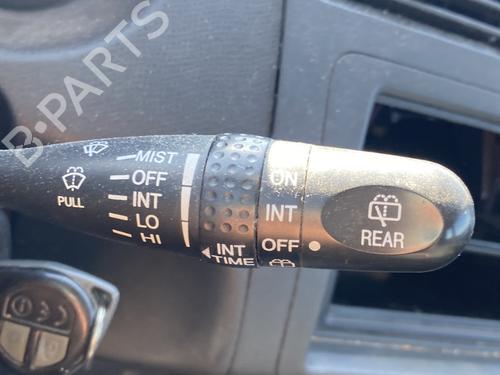 B-PARTS
MIST
OFF
INT
LO
HI
PULL
INT
TIME
ON
INT
OFF
REAR